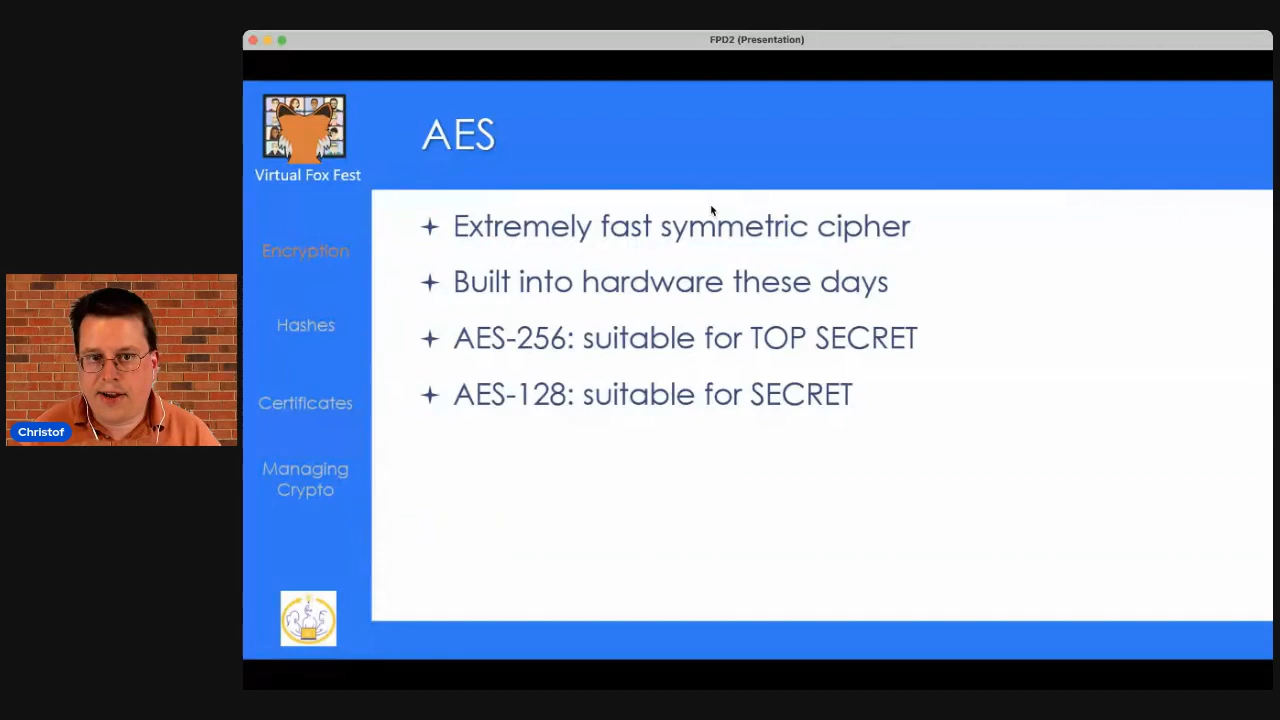 FPD2 (Presentation)
Virtual Fox Fest
AES
Encryption
Hashes
Certificates
Managing
Crypto
Extremely fast symmetric cipher
Built into hardware these days
AES-256: suitable for TOP SECRET
AES-128: suitable for SECRET
Christof